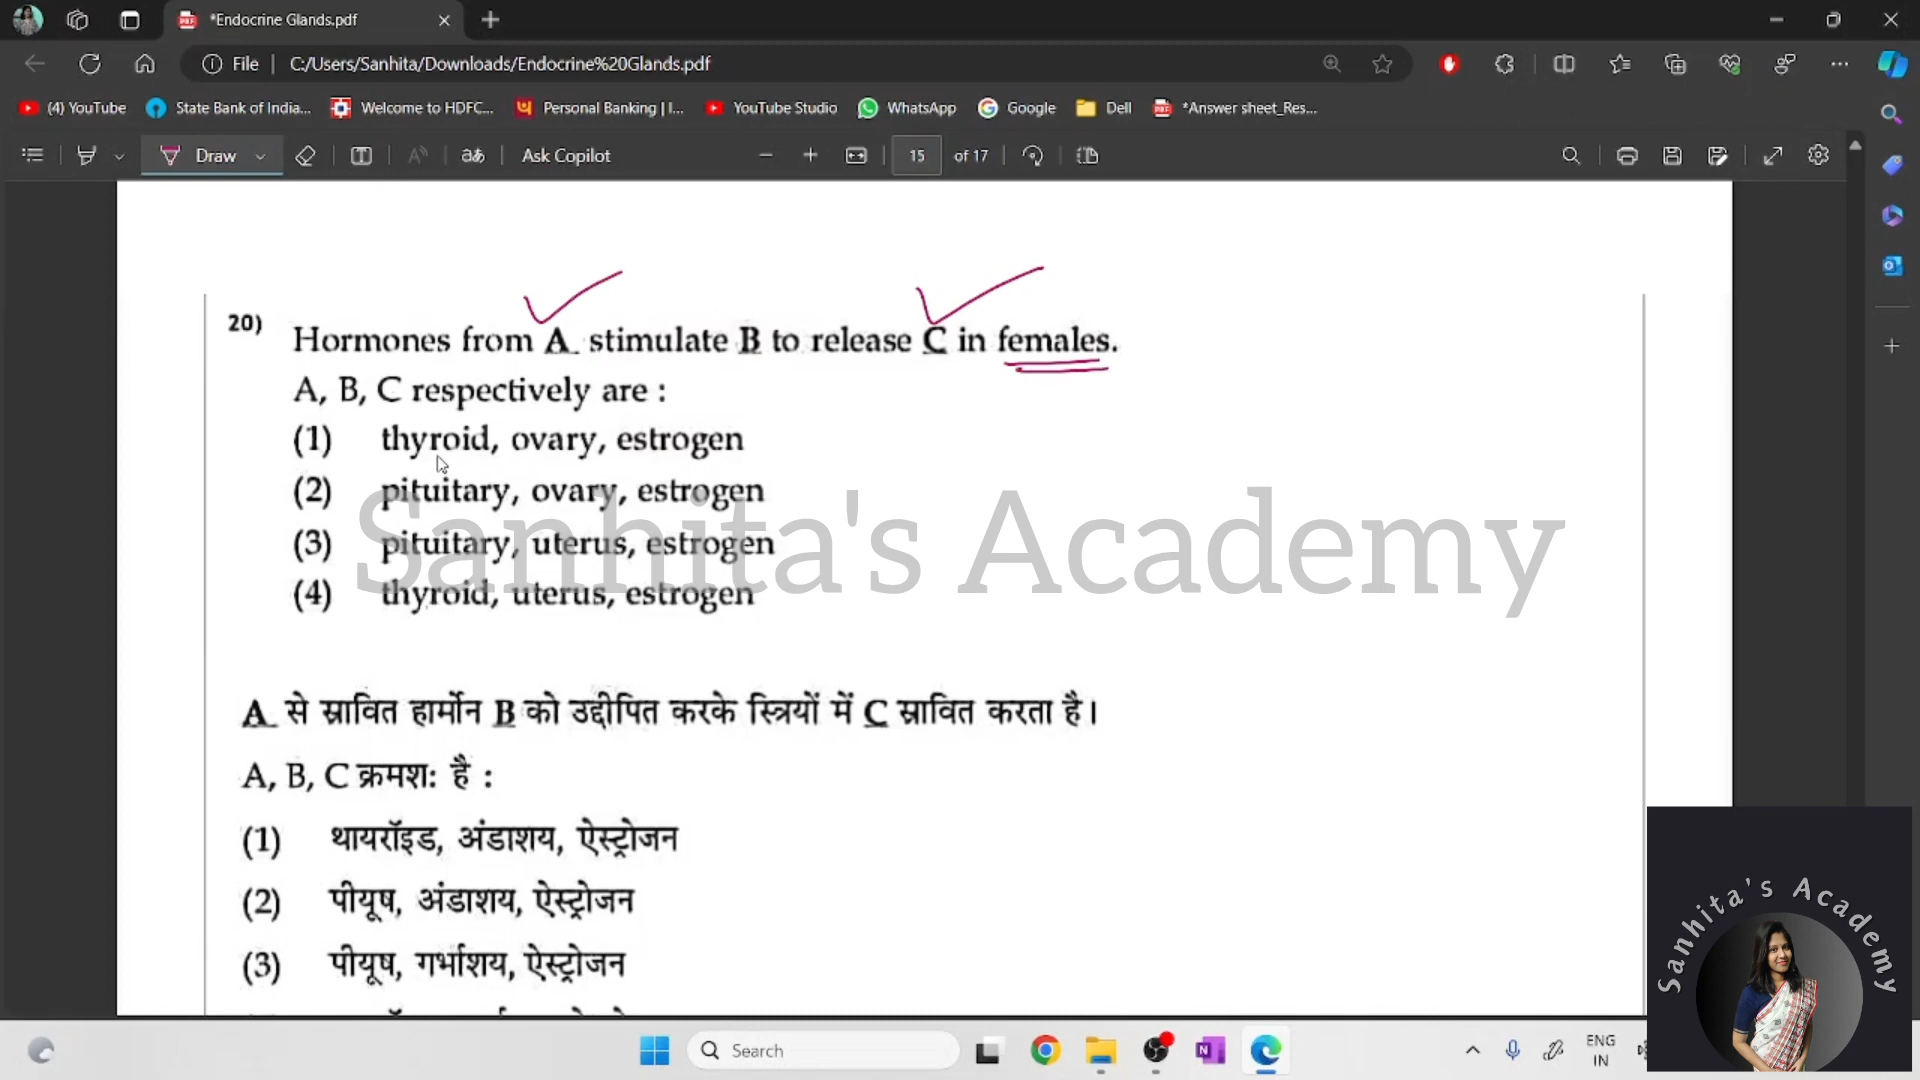 *Endocrine Glands.pdf
File
C:/Users/Sanhita/Downloads/Endocrine%20Glands.pdf
(4) YouTube
State Bank of India...
Welcome to HDFC...
Personal Banking | I...
YouTube Studio
WhatsApp
Google
Dell
*Answer sheet_Res...
Draw
aあ
Ask Copilot
15 of 17
20)
Hormones from A stimulate B to release C in females.
A, B, C respectively are :
(1) thyroid, ovary, estrogen
(2) pituitary, ovary, estrogen
(3) pituitary, uterus, estrogen
(4) thyroid, uterus, estrogen
Sanhita's Academy
A से स्रावित हार्मोन B को उद्दीपित करके स्त्रियों में C स्रावित करता है।
A, B, C क्रमशः है :
(1) थायरॉइड, अंडाशय, ऐस्ट्रोजन
(2) पीयूष, अंडाशय, ऐस्ट्रोजन
(3) पीयूष, गर्भाशय, ऐस्ट्रोजन
Sanhita's Academy
Search
ENG
IN